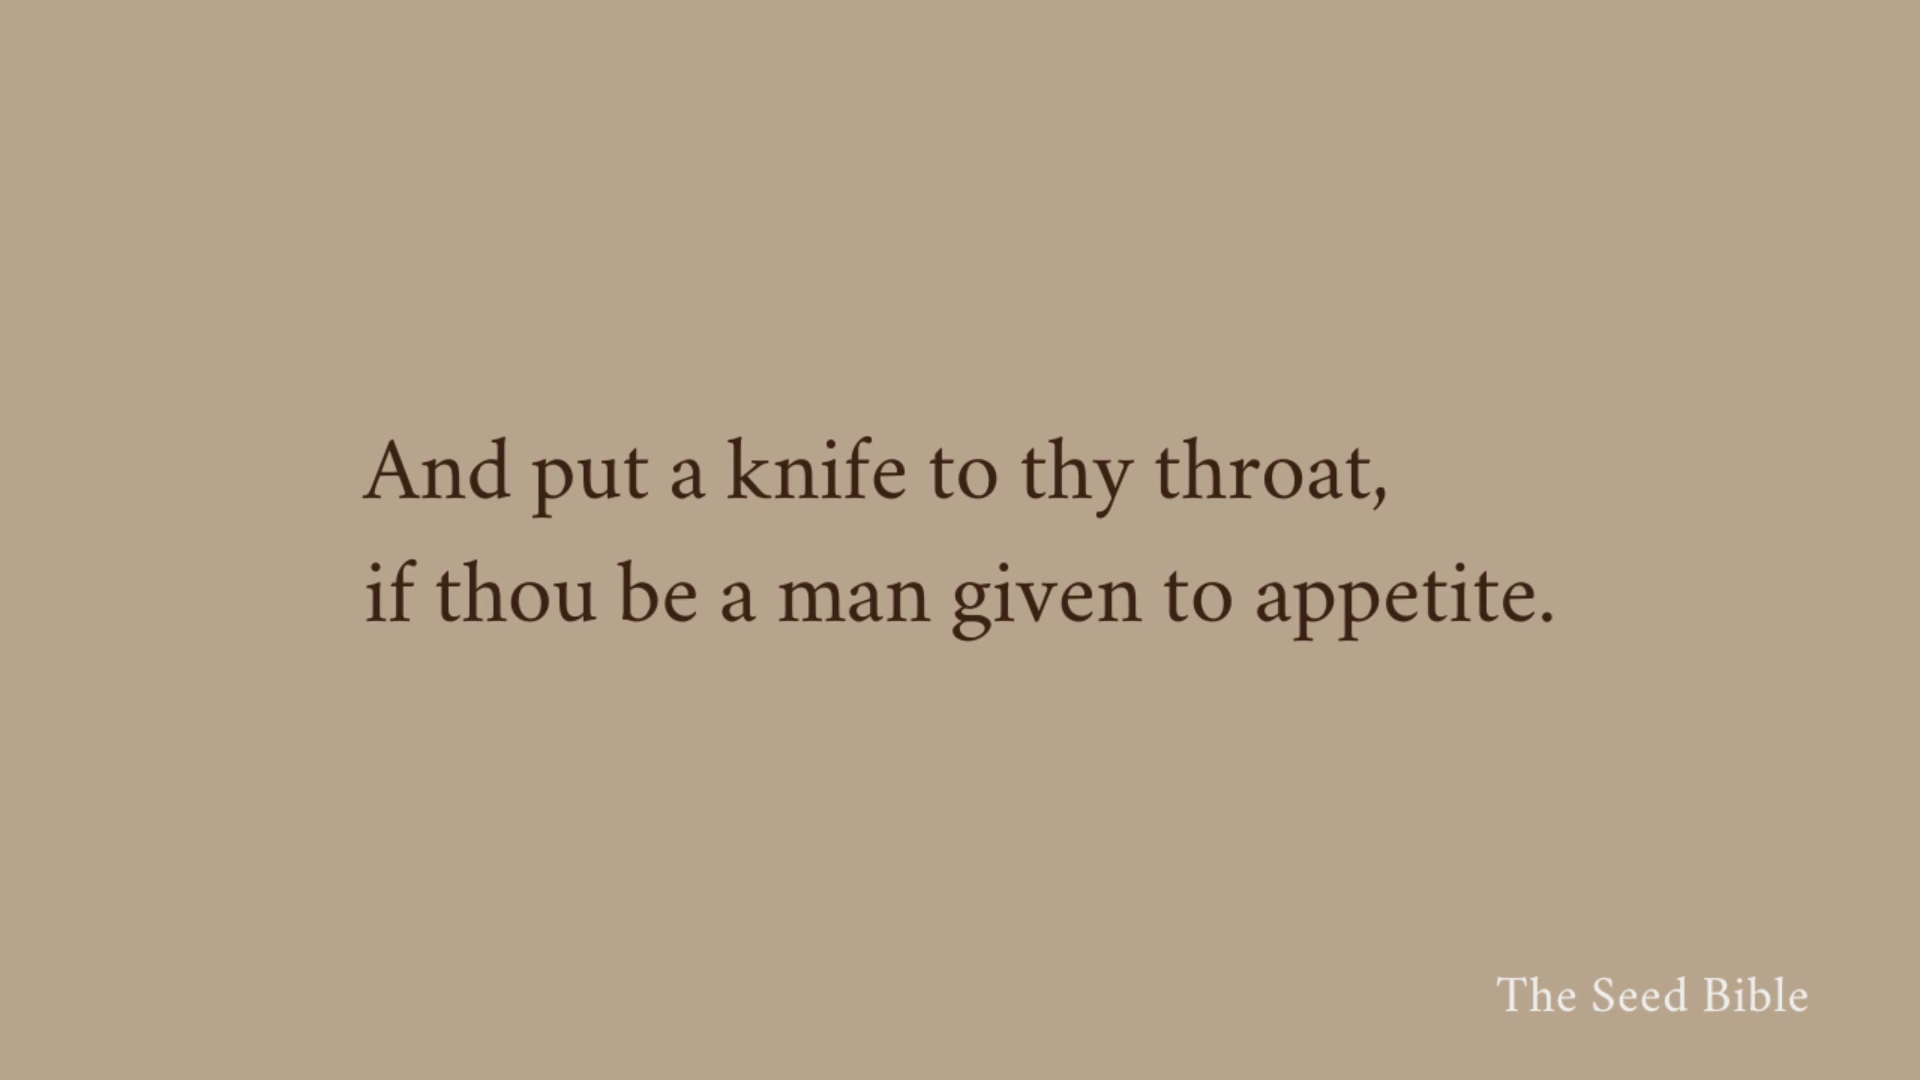 And put a knife to thy throat,
if thou be a man given to appetite.
The Seed Bible